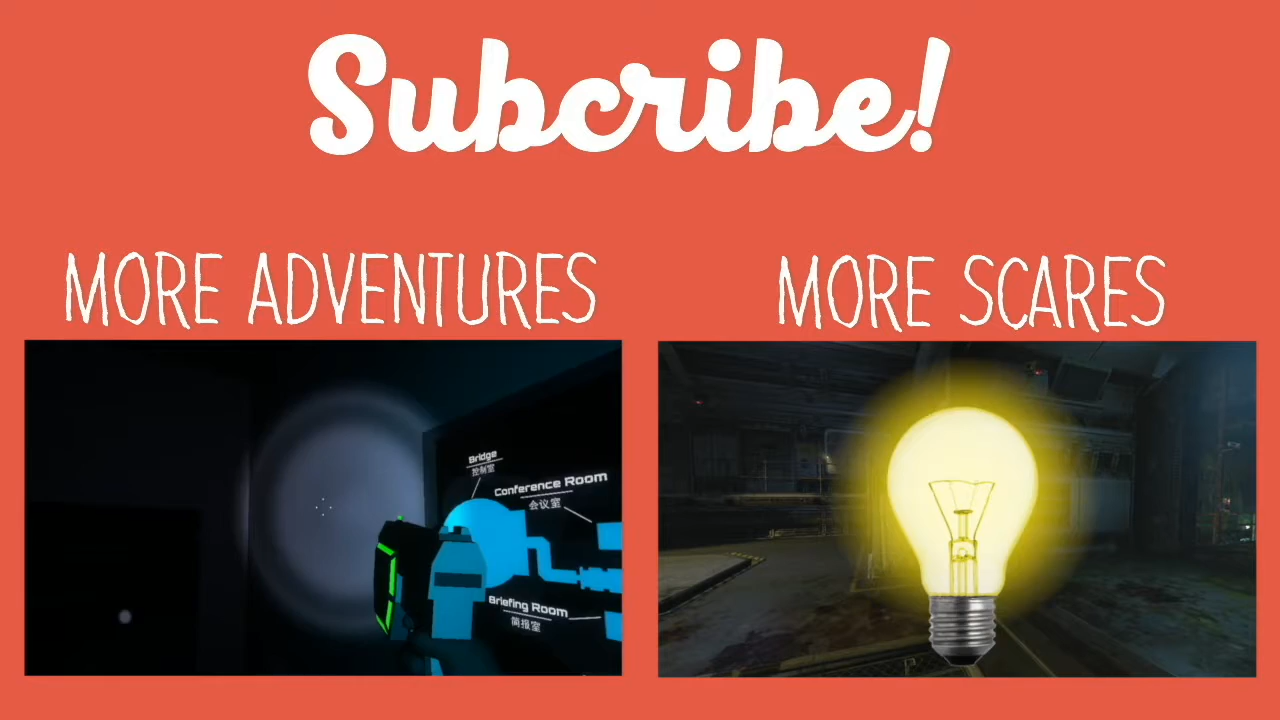 Subcribe!
MORE ADVENTURES
MORE SCARES
Bridge
控制室
Conference Room
会议室
Briefing Room
简报室